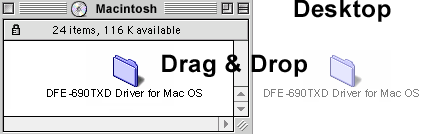 Macintosh
Desktop
24 items, 116 K available
Drag & Drop
DFE-690TXD Driver for Mac OS
DFE-690TXD Driver for Mac OS